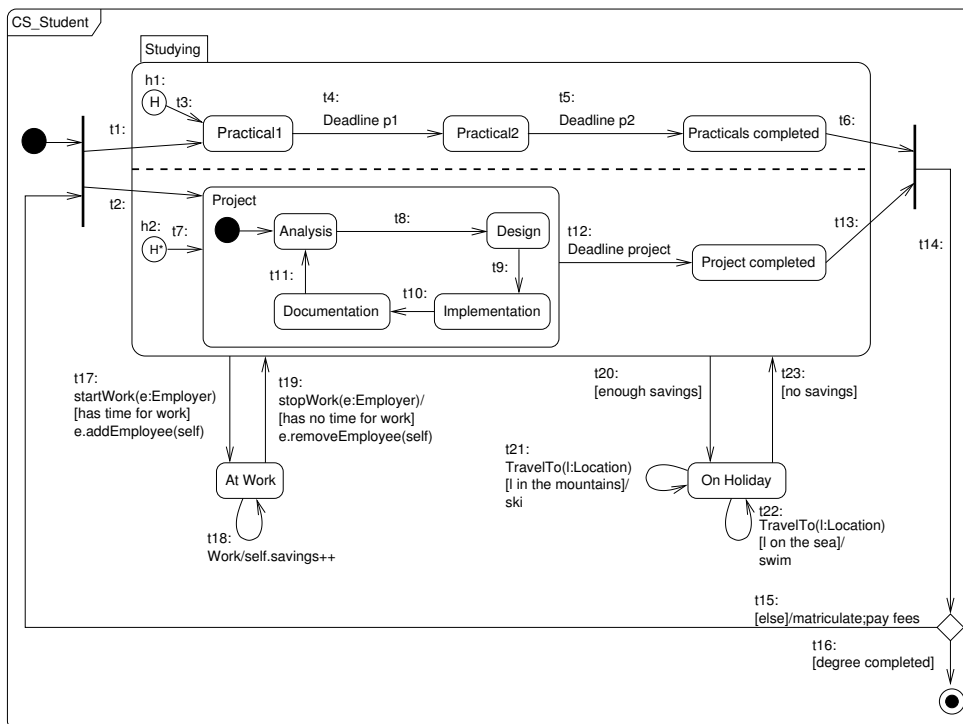 CS_Student
Studying
h1:
H
t3:
t4:
Deadline p1
t5:
Deadline p2
t6:
t1:
Practical1
Practical2
Practicals completed
t2:
Project
h2:
H*
t7:
Analysis
t8:
Design
t12:
Deadline project
t13:
t14:
t11:
t10:
t9:
Project completed
Documentation
Implementation
t17:
startWork(e:Employer)
[has time for work]
e.addEmployee(self)
t19:
stopWork(e:Employer)/
[has no time for work]
e.removeEmployee(self)
t20:
[enough savings]
t23:
[no savings]
t21:
TravelTo(l:Location)
[l in the mountains]/
ski
At Work
On Holiday
t18:
Work/self.savings++
t22:
TravelTo(l:Location)
[l on the sea]/
swim
t15:
[else]/matriculate;pay fees
t16:
[degree completed]